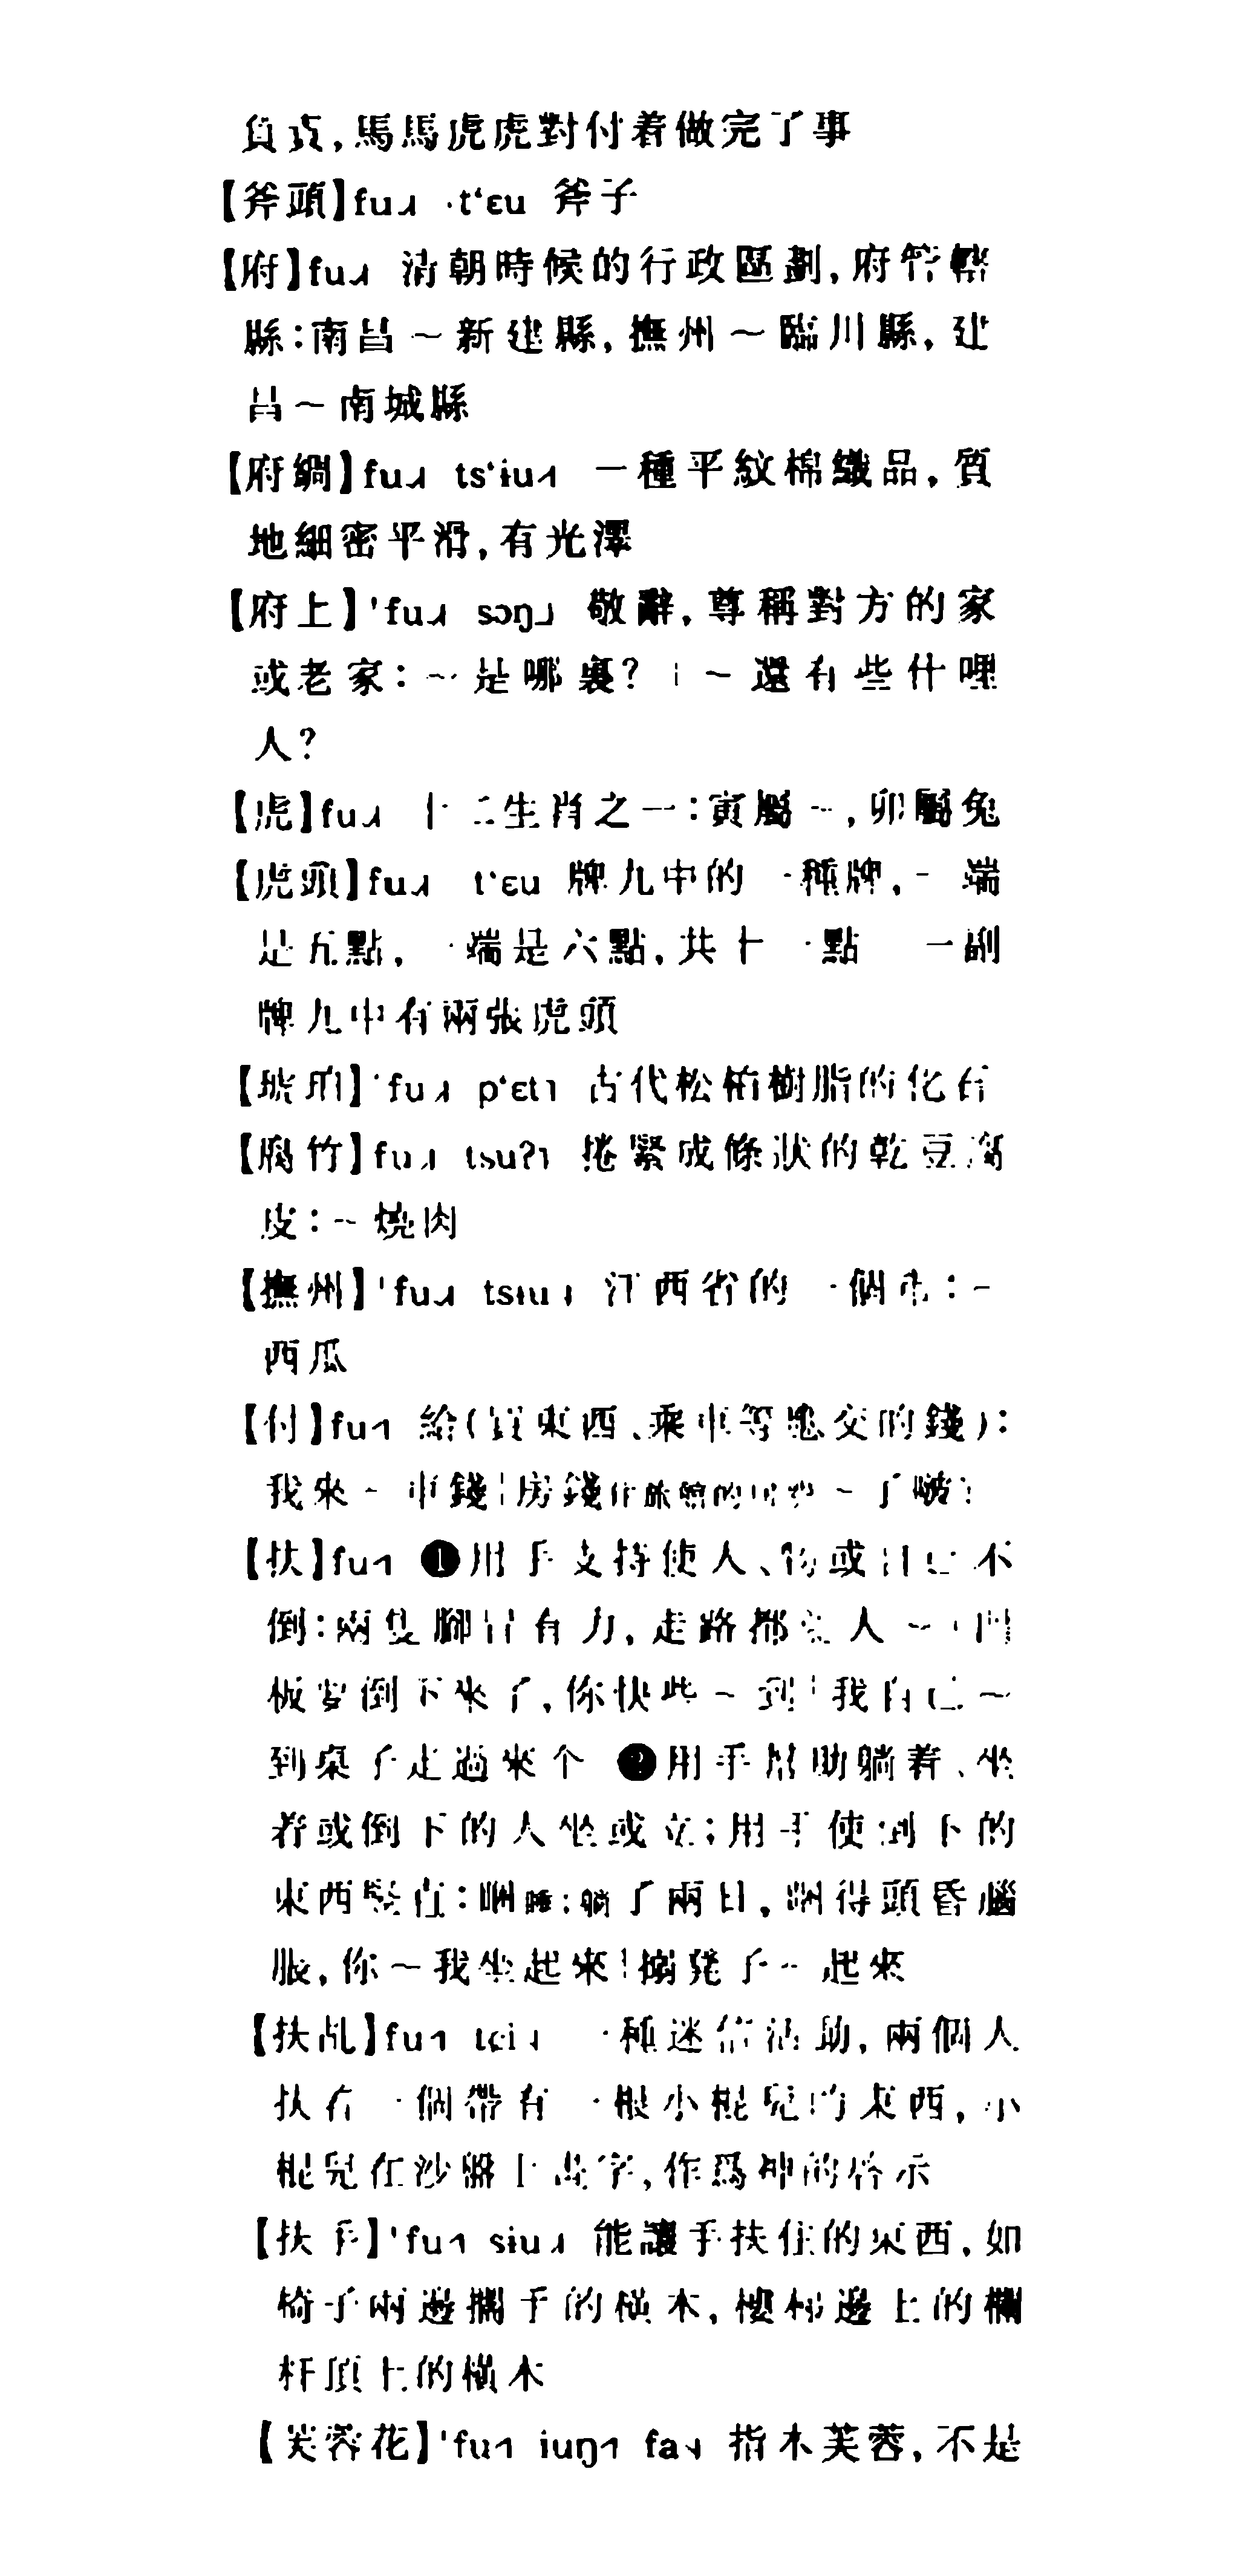 負責,馬馬虎虎對付着做完了事
【斧頭】fu˩ ·t‘ɛu 斧子
【府】fu˩ 清朝時候的行政區劃,府管轄
縣:南昌～新建縣,撫州～臨川縣,建
昌～南城縣
【府綢】fu˩ ts‘ɨu˧ 一種平紋棉織品,質
地細密平滑,有光澤
【府上】'fu˩ sɔŋ˩ 敬辭,尊稱對方的家
或老家:～是哪裏?¦～還有些什哩
人?
【虎】fu˩ 十二生肖之一:寅屬～,卯屬兔
【虎頭】fu˩ t‘ɛu 牌九中的一種牌,一端
是五點,一端是六點,共十一點 一副
牌九中有兩張虎頭
【琥珀】'fu˩ p‘ɛt˥ 古代松柏樹脂的化石
【腐竹】fu˩ tsuʔ˥ 捲緊成條狀的乾豆腐
皮:～燒肉
【撫州】'fu˩ tsɨu˨ 江西省的一個市:～
西瓜
【付】fu˧ 給(買東西、乘車等應交的錢):
我來～車錢¦房錢住旅館的～了啵?
【扶】fu˧ ❶用手支持使人、物或自己不
倒:兩隻腳冇有力,走路都要人～¦門
板要倒下來了,你快些～到¦我自己～
到桌子走過來个 ❷用手幫助躺着、坐
着或倒下的人坐或立;用手使倒下的
東西豎直:睏睡;躺了兩日,睏得頭昏腦
脹,你～我坐起來¦搦凳子～起來
【扶乩】fu˧ tɕi˨ 一種迷信活動,兩個人
扶着一個帶有一根小棍兒的東西,小
棍兒在沙盤上畫字,作爲神的啓示
【扶手】'fu˧ sɨu˩ 能讓手扶住的東西,如
椅子兩邊擱手的橫木,樓梯邊上的欄
杆頂上的橫木
【芙蓉花】'fu˧ iuŋ˧ fa˨ 指木芙蓉,不是